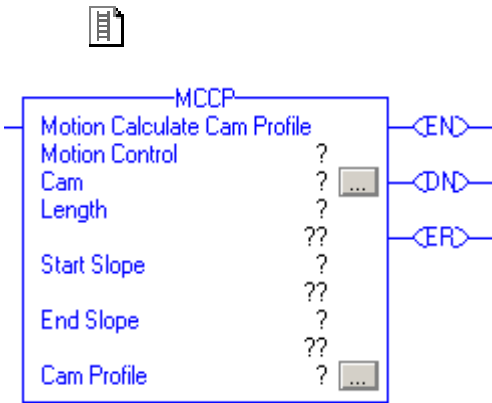 MCCP
Motion Calculate Cam Profile
EN
Motion Control ?
Cam ? ...
DN
Length ?
??
ER
Start Slope ?
??
End Slope ?
??
Cam Profile ? ...